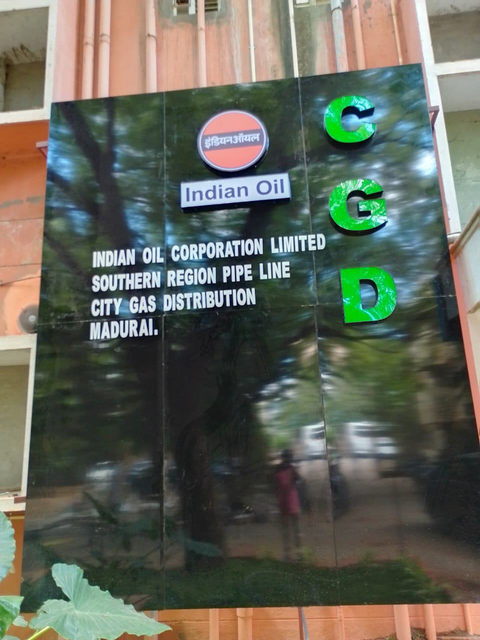 इंडियनऑयल
Indian Oil
INDIAN OIL CORPORATION LIMITED
SOUTHERN REGION PIPE LINE
CITY GAS DISTRIBUTION
MADURAI.
C
G
D